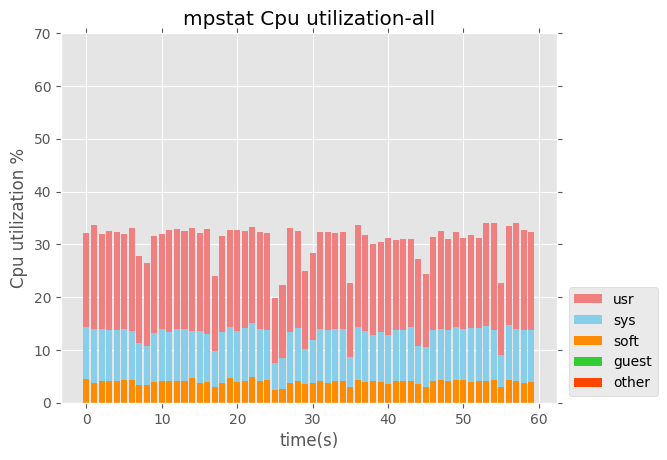 mpstat Cpu utilization-all
Cpu utilization %
70
60
50
40
30
20
10
0
0 10 20 30 40 50 60
time(s)
usr
sys
soft
guest
other